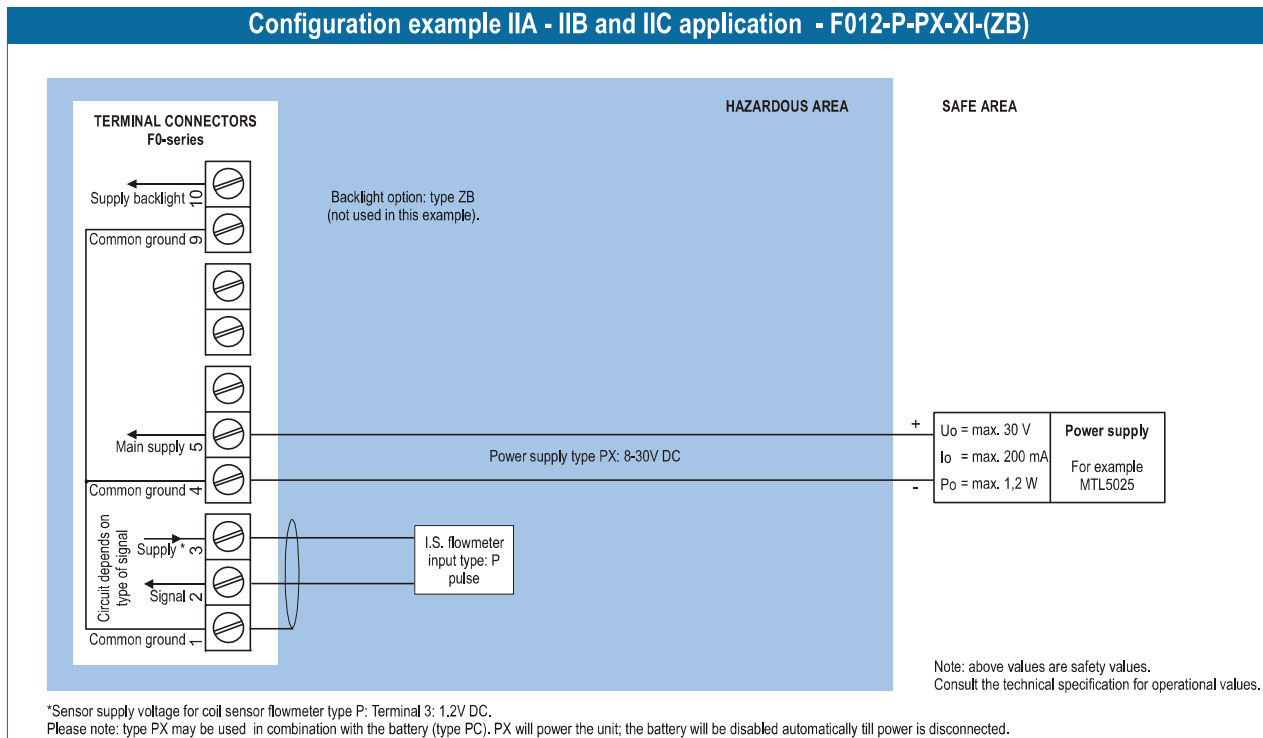 Configuration example IIA - IIB and IIC application - F012-P-PX-XI-(ZB)
HAZARDOUS AREA
SAFE AREA
TERMINAL CONNECTORS
F0-series
Supply backlight
10
Backlight option: type ZB
(not used in this example).
Common ground
9
Main supply
5
Power supply type PX: 8-30V DC
Common ground
4
+
-
Uo = max. 30 V
Io = max. 200 mA
Po = max. 1,2 W
Power supply
For example
MTL5025
Circuit depends on
type of signal
Supply *
3
Signal
2
Common ground
1
I.S. flowmeter
input type: P
pulse
Note: above values are safety values.
Consult the technical specification for operational values.
*Sensor supply voltage for coil sensor flowmeter type P: Terminal 3: 1.2V DC.
Please note: type PX may be used in combination with the battery (type PC). PX will power the unit; the battery will be disabled automatically till power is disconnected.